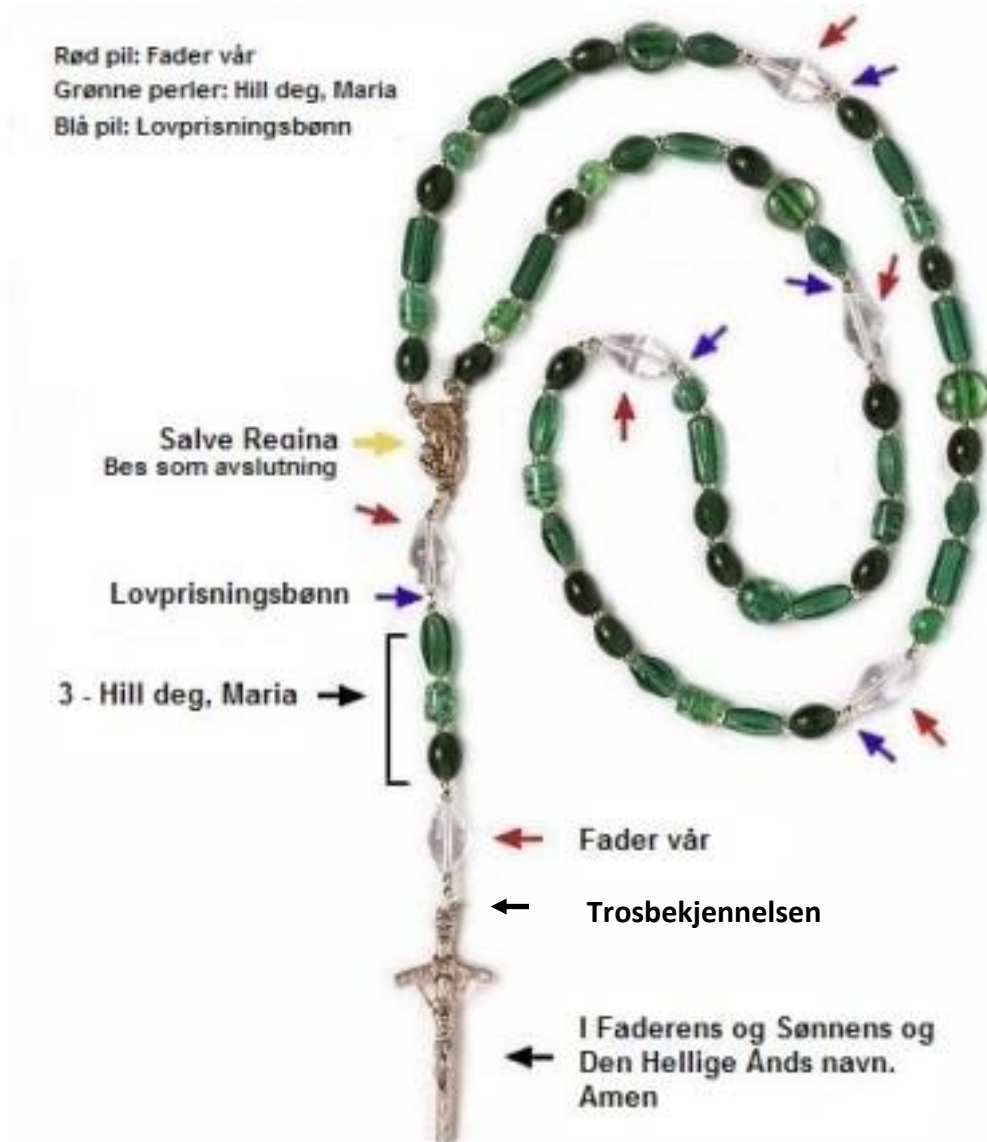 Rød pil: Fader vår
Grønne perler: Hill deg, Maria
Blå pil: Lovprisningsbønn
Salve Regina
Bes som avslutning
Lovprisningsbønn
3 - Hill deg, Maria
Fader vår
Trosbekjennelsen
I Faderens og Sønnens og
Den Hellige Ånds navn.
Amen